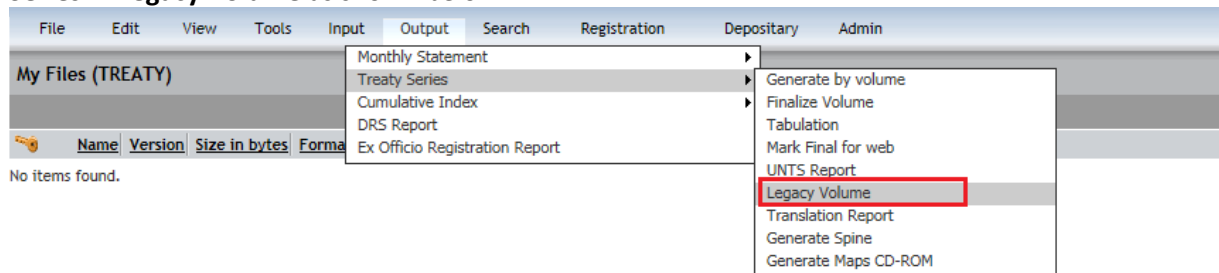 File Edit View Tools Input Output Search Registration Depositary Admin
My Files (TREATY)
Name Version Size in bytes Forma
No items found.
Monthly Statement
Treaty Series
Cumulative Index
DRS Report
Ex Officio Registration Report
Generate by volume
Finalize Volume
Tabulation
Mark Final for web
UNTS Report
Legacy Volume
Translation Report
Generate Spine
Generate Maps CD-ROM